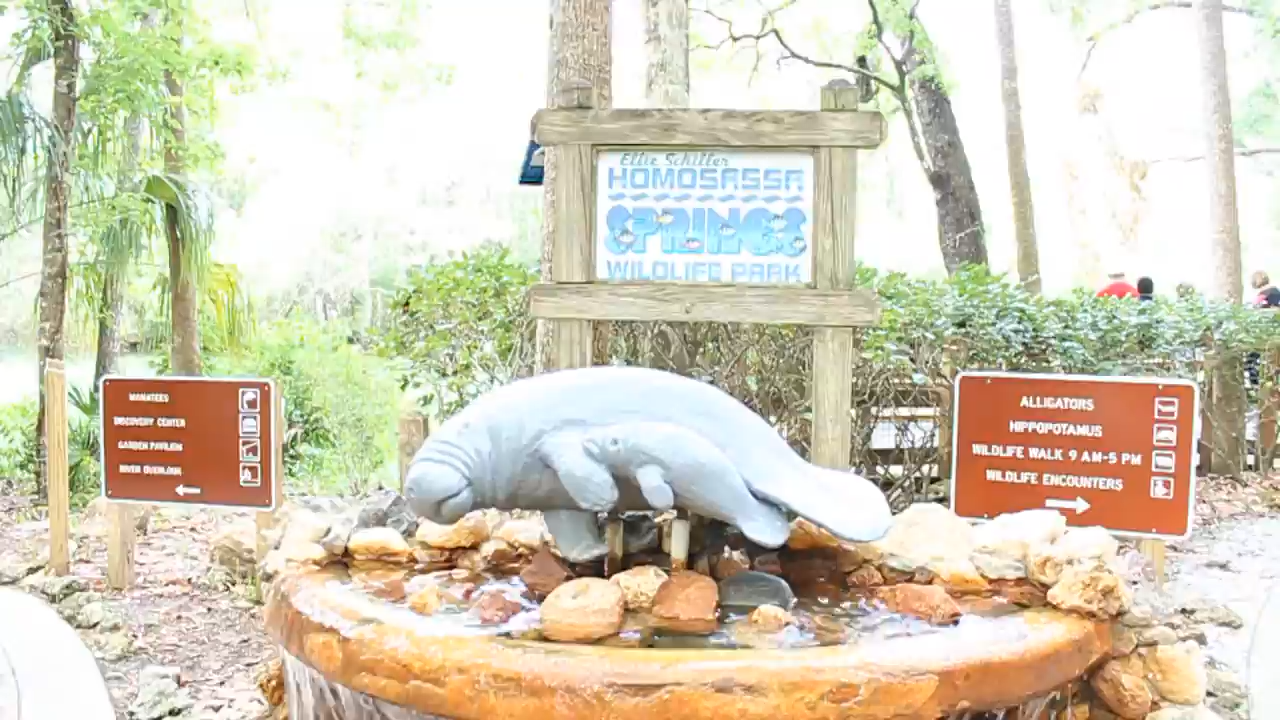 Ellie Schiller
HOMOSASSA
SPRINGS
WILDLIFE PARK
MANATEES
DISCOVERY CENTER
GARDEN PAVILION
RIVER OVERLOOK
ALLIGATORS
HIPPOPOTAMUS
WILDLIFE WALK 9 AM-5 PM
WILDLIFE ENCOUNTERS